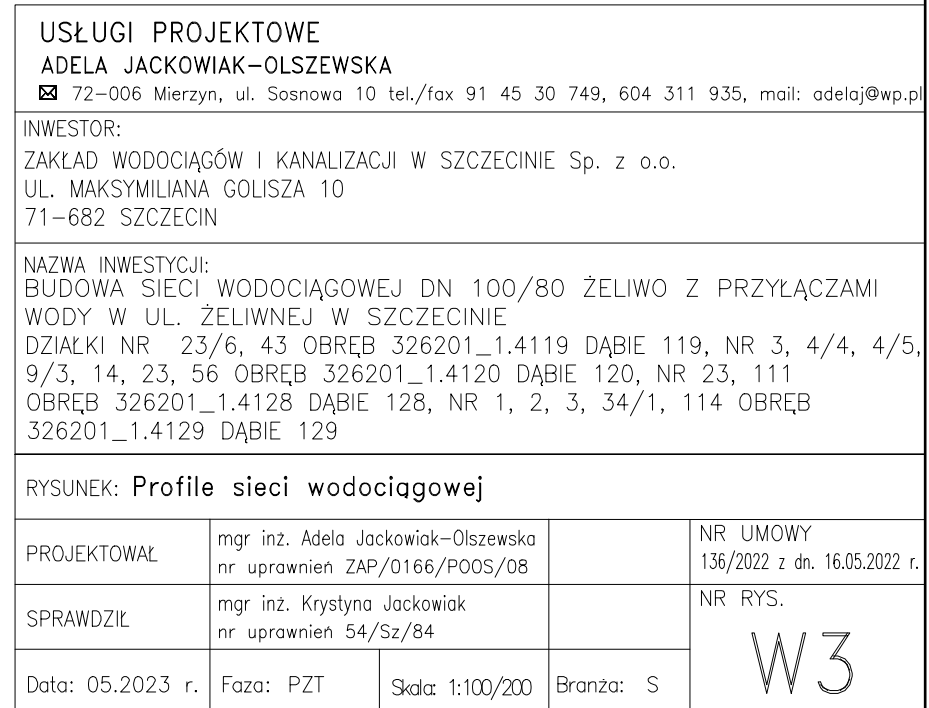 USŁUGI PROJEKTOWE
ADELA JACKOWIAK-OLSZEWSKA
72-006 Mierzyn, ul. Sosnowa 10 tel./fax 91 45 30 749, 604 311 935, mail: adelaj@wp.pl
INWESTOR:
ZAKŁAD WODOCIĄGÓW I KANALIZACJI W SZCZECINIE Sp. z o.o.
UL. MAKSYMILIANA GOLISZA 10
71-682 SZCZECIN
NAZWA INWESTYCJI:
BUDOWA SIECI WODOCIĄGOWEJ DN 100/80 ŻELIWO Z PRZYŁĄCZAMI
WODY W UL. ŻELIWNEJ W SZCZECINIE
DZIAŁKI NR 23/6, 43 OBRĘB 326201_1.4119 DĄBIE 119, NR 3, 4/4, 4/5,
9/3, 14, 23, 56 OBRĘB 326201_1.4120 DĄBIE 120, NR 23, 111
OBRĘB 326201_1.4128 DĄBIE 128, NR 1, 2, 3, 34/1, 114 OBRĘB
326201_1.4129 DĄBIE 129
RYSUNEK: Profile sieci wodociągowej
PROJEKTOWAŁ
mgr inż. Adela Jackowiak-Olszewska
nr uprawnień ZAP/0166/POOS/08
NR UMOWY
136/2022 z dn. 16.05.2022 r.
SPRAWDZIŁ
mgr inż. Krystyna Jackowiak
nr uprawnień 54/Sz/84
NR RYS.
W3
Data: 05.2023 r.
Faza: PZT
Skala: 1:100/200
Branża: S